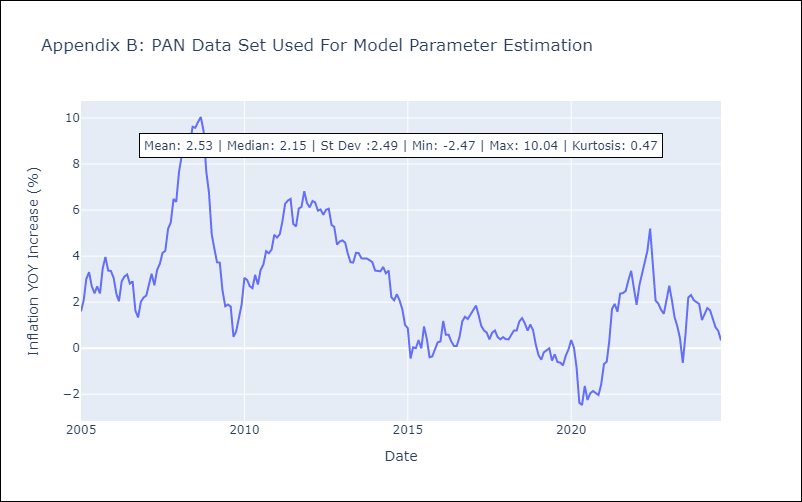 Appendix B: PAN Data Set Used For Model Parameter Estimation
Mean: 2.53 | Median: 2.15 | St Dev :2.49 | Min: -2.47 | Max: 10.04 | Kurtosis: 0.47
Inflation YOY Increase (%)
10
8
6
4
2
0
−2
2005
2010
2015
2020
Date